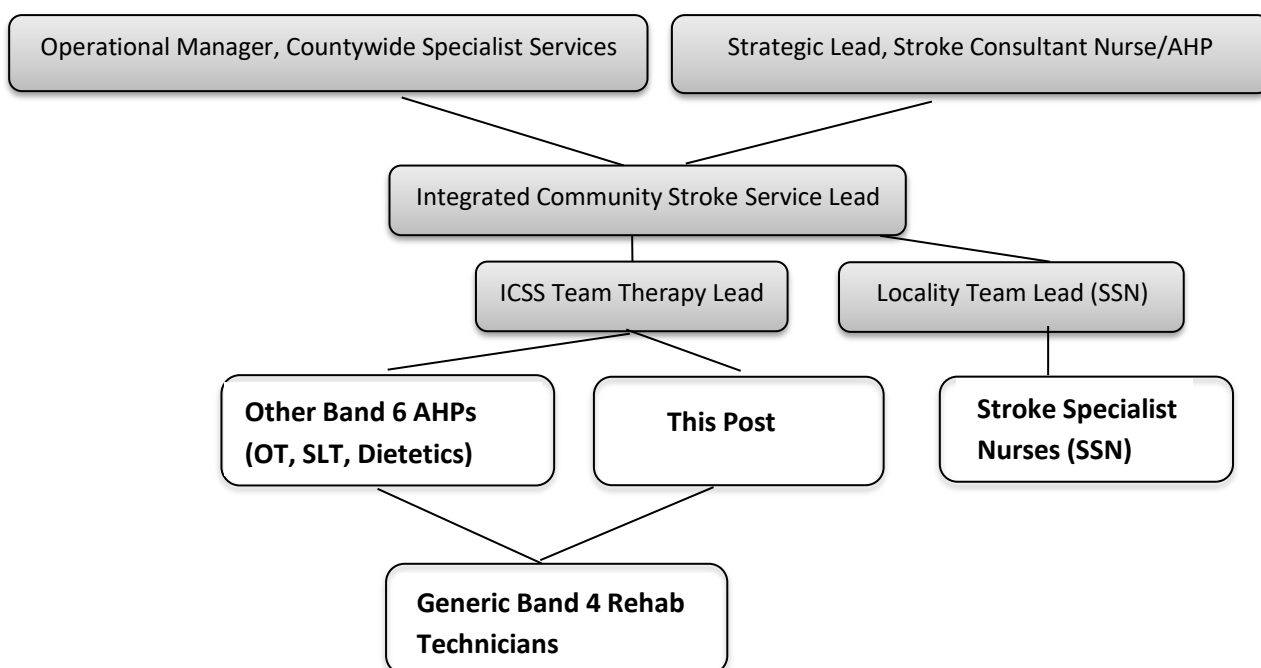 Operational Manager, Countywide Specialist Services
Strategic Lead, Stroke Consultant Nurse/AHP
Integrated Community Stroke Service Lead
ICSS Team Therapy Lead
Locality Team Lead (SSN)
Other Band 6 AHPs
(OT, SLT, Dietetics)
This Post
Stroke Specialist
Nurses (SSN)
Generic Band 4 Rehab
Technicians